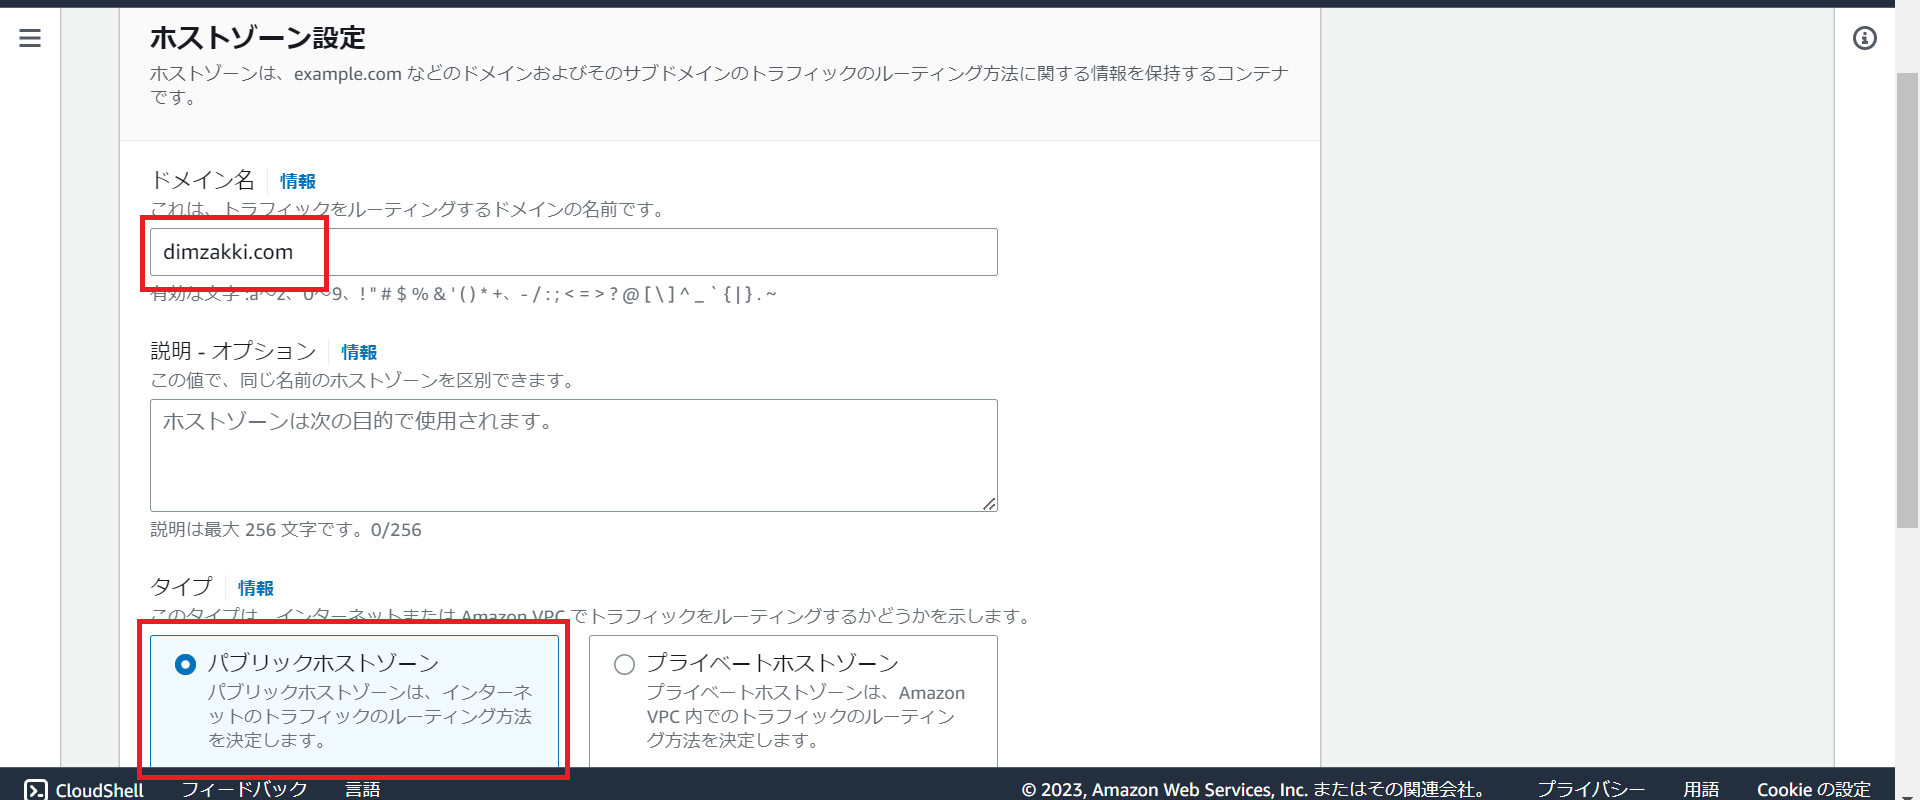 ホストゾーン設定
ホストゾーンは、example.com などのドメインおよびそのサブドメインのトラフィックのルーティング方法に関する情報を保持するコンテナ
です。
ドメイン名 情報
これは、トラフィックをルーティングするドメインの名前です。
dimzakki.com
有効な文字 :a～z、0～9、! " # $ % & ' ( ) * +、- / : ; < = > ? @ [ \ ] ^ _ ` { | } . ~
説明 - オプション 情報
この値で、同じ名前のホストゾーンを区別できます。
ホストゾーンは次の目的で使用されます。
説明は最大 256 文字です。0/256
タイプ 情報
このタイプは、インターネットまたは Amazon VPC でトラフィックをルーティングするかどうかを示します。
パブリックホストゾーン
パブリックホストゾーンは、インターネ
ットのトラフィックのルーティング方法
を決定します。
プライベートホストゾーン
プライベートホストゾーンは、Amazon
VPC 内でのトラフィックのルーティン
グ方法を決定します。
CloudShell フィードバック 言語 © 2023, Amazon Web Services, Inc. またはその関連会社。 プライバシー 用語 Cookie の設定